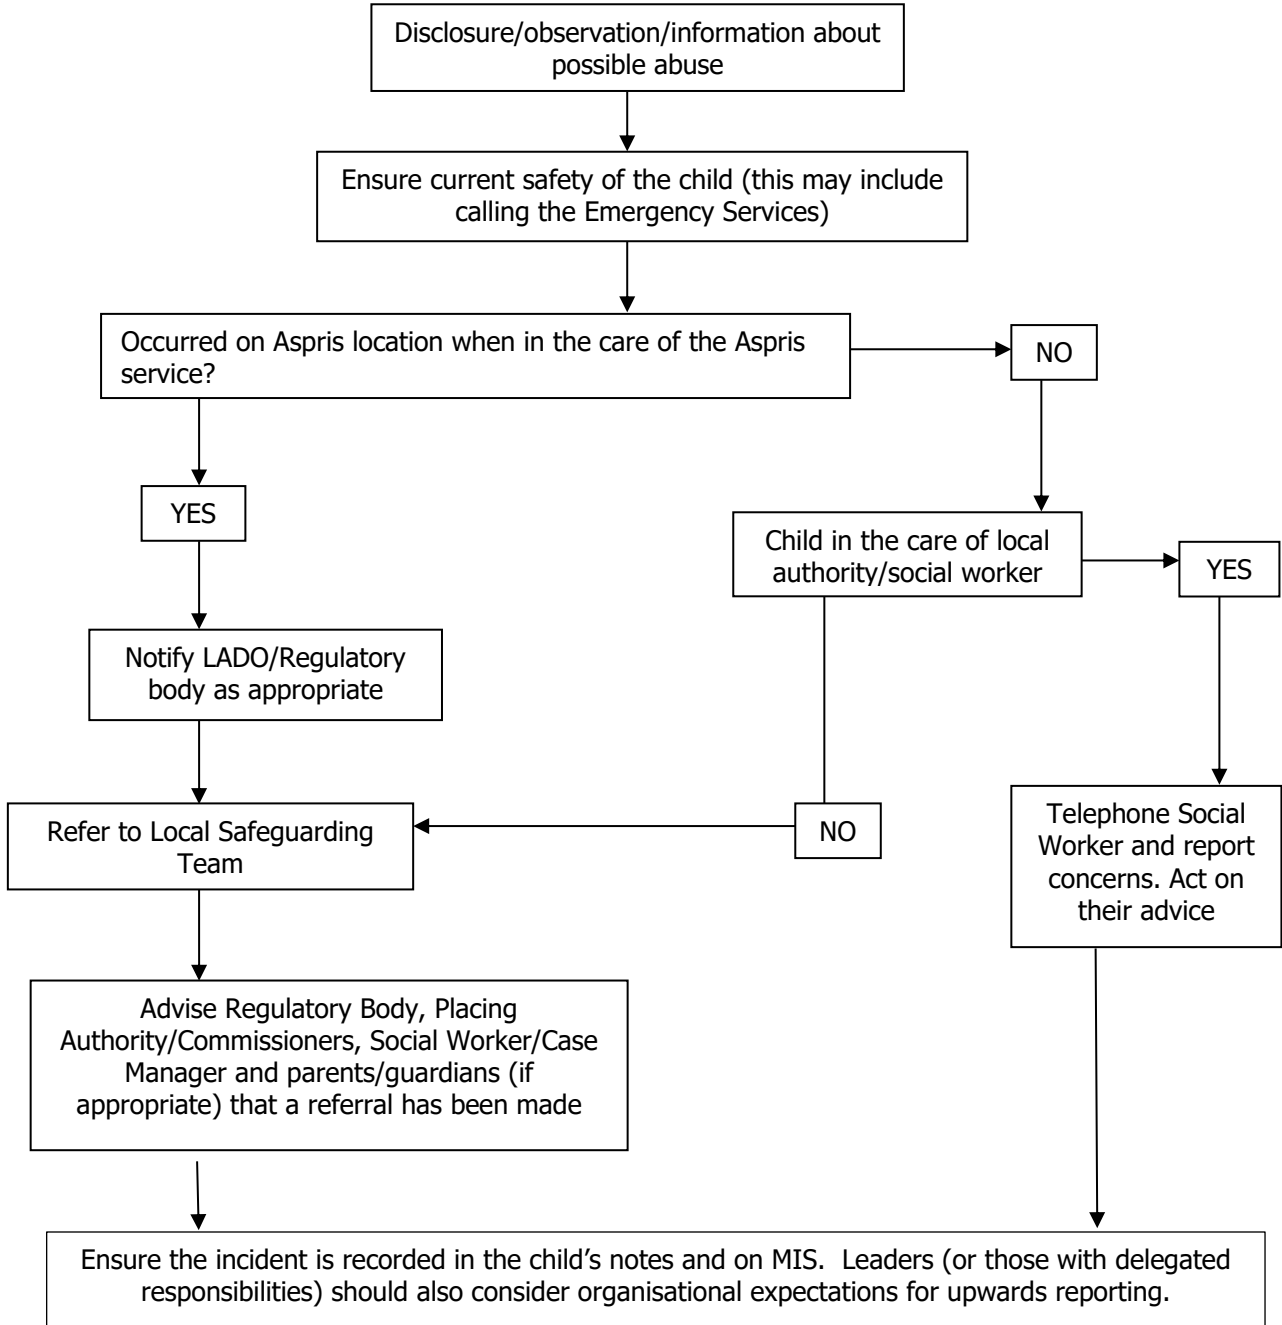 Disclosure/observation/information about
possible abuse
Ensure current safety of the child (this may include
calling the Emergency Services)
Occurred on Aspris location when in the care of the Aspris
service?
NO
YES
Child in the care of local
authority/social worker
YES
Notify LADO/Regulatory
body as appropriate
Refer to Local Safeguarding
Team
NO
Telephone Social
Worker and report
concerns. Act on
their advice
Advise Regulatory Body, Placing
Authority/Commissioners, Social Worker/Case
Manager and parents/guardians (if
appropriate) that a referral has been made
Ensure the incident is recorded in the child’s notes and on MIS.  Leaders (or those with delegated
responsibilities) should also consider organisational expectations for upwards reporting.